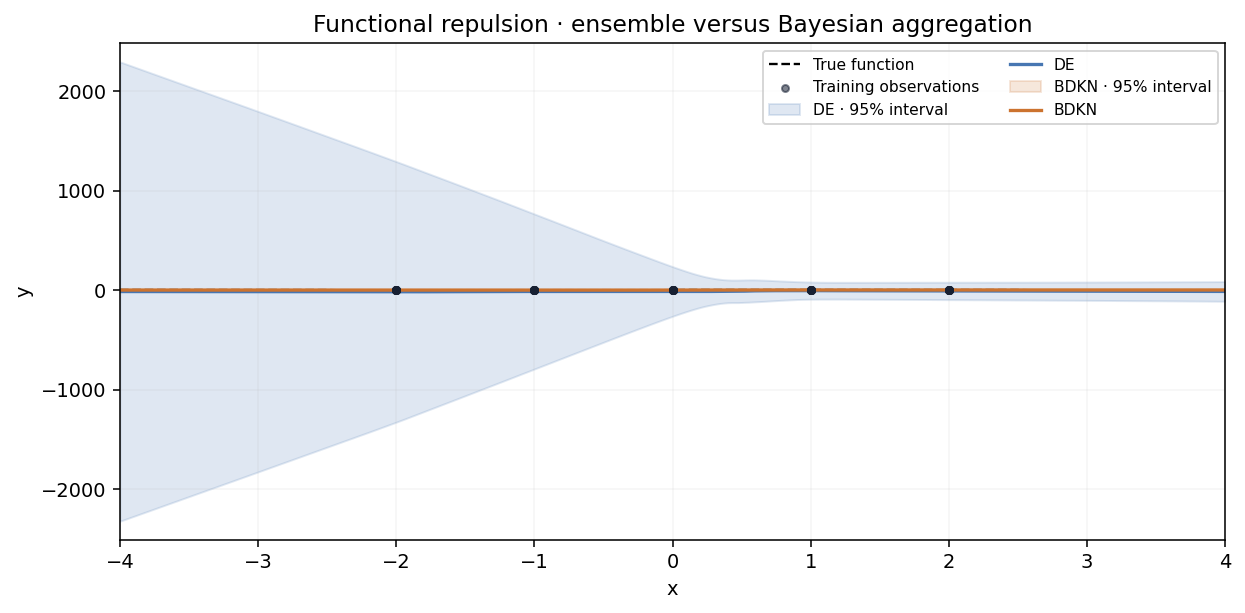 Functional repulsion · ensemble versus Bayesian aggregation
True function
Training observations
DE · 95% interval
DE
BDKN · 95% interval
BDKN
2000
1000
0
−1000
−2000
y
−4 −3 −2 −1 0 1 2 3 4
x